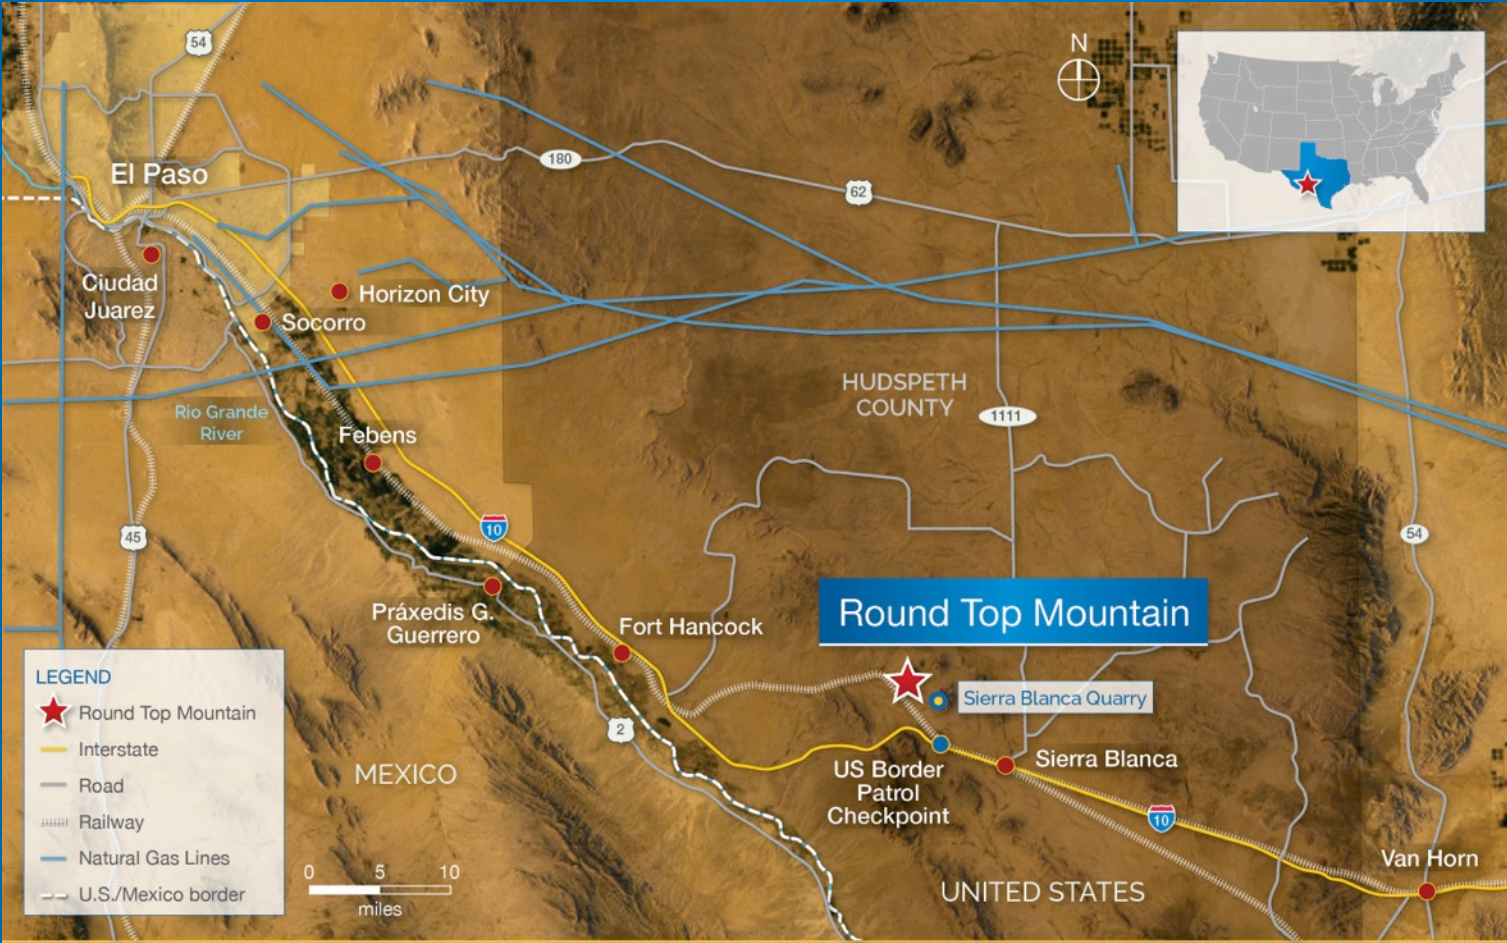 54
N
El Paso
180
62
Ciudad
Juarez
Horizon City
Socorro
HUDSPETH
COUNTY
1111
Rio Grande
River
Febens
10
45
54
Práxedis G.
Guerrero
Fort Hancock
Round Top Mountain
Sierra Blanca Quarry
2
MEXICO
US Border
Patrol
Checkpoint
Sierra Blanca
10
Van Horn
UNITED STATES
LEGEND
Round Top Mountain
Interstate
Road
Railway
Natural Gas Lines
U.S./Mexico border
0 5 10
miles